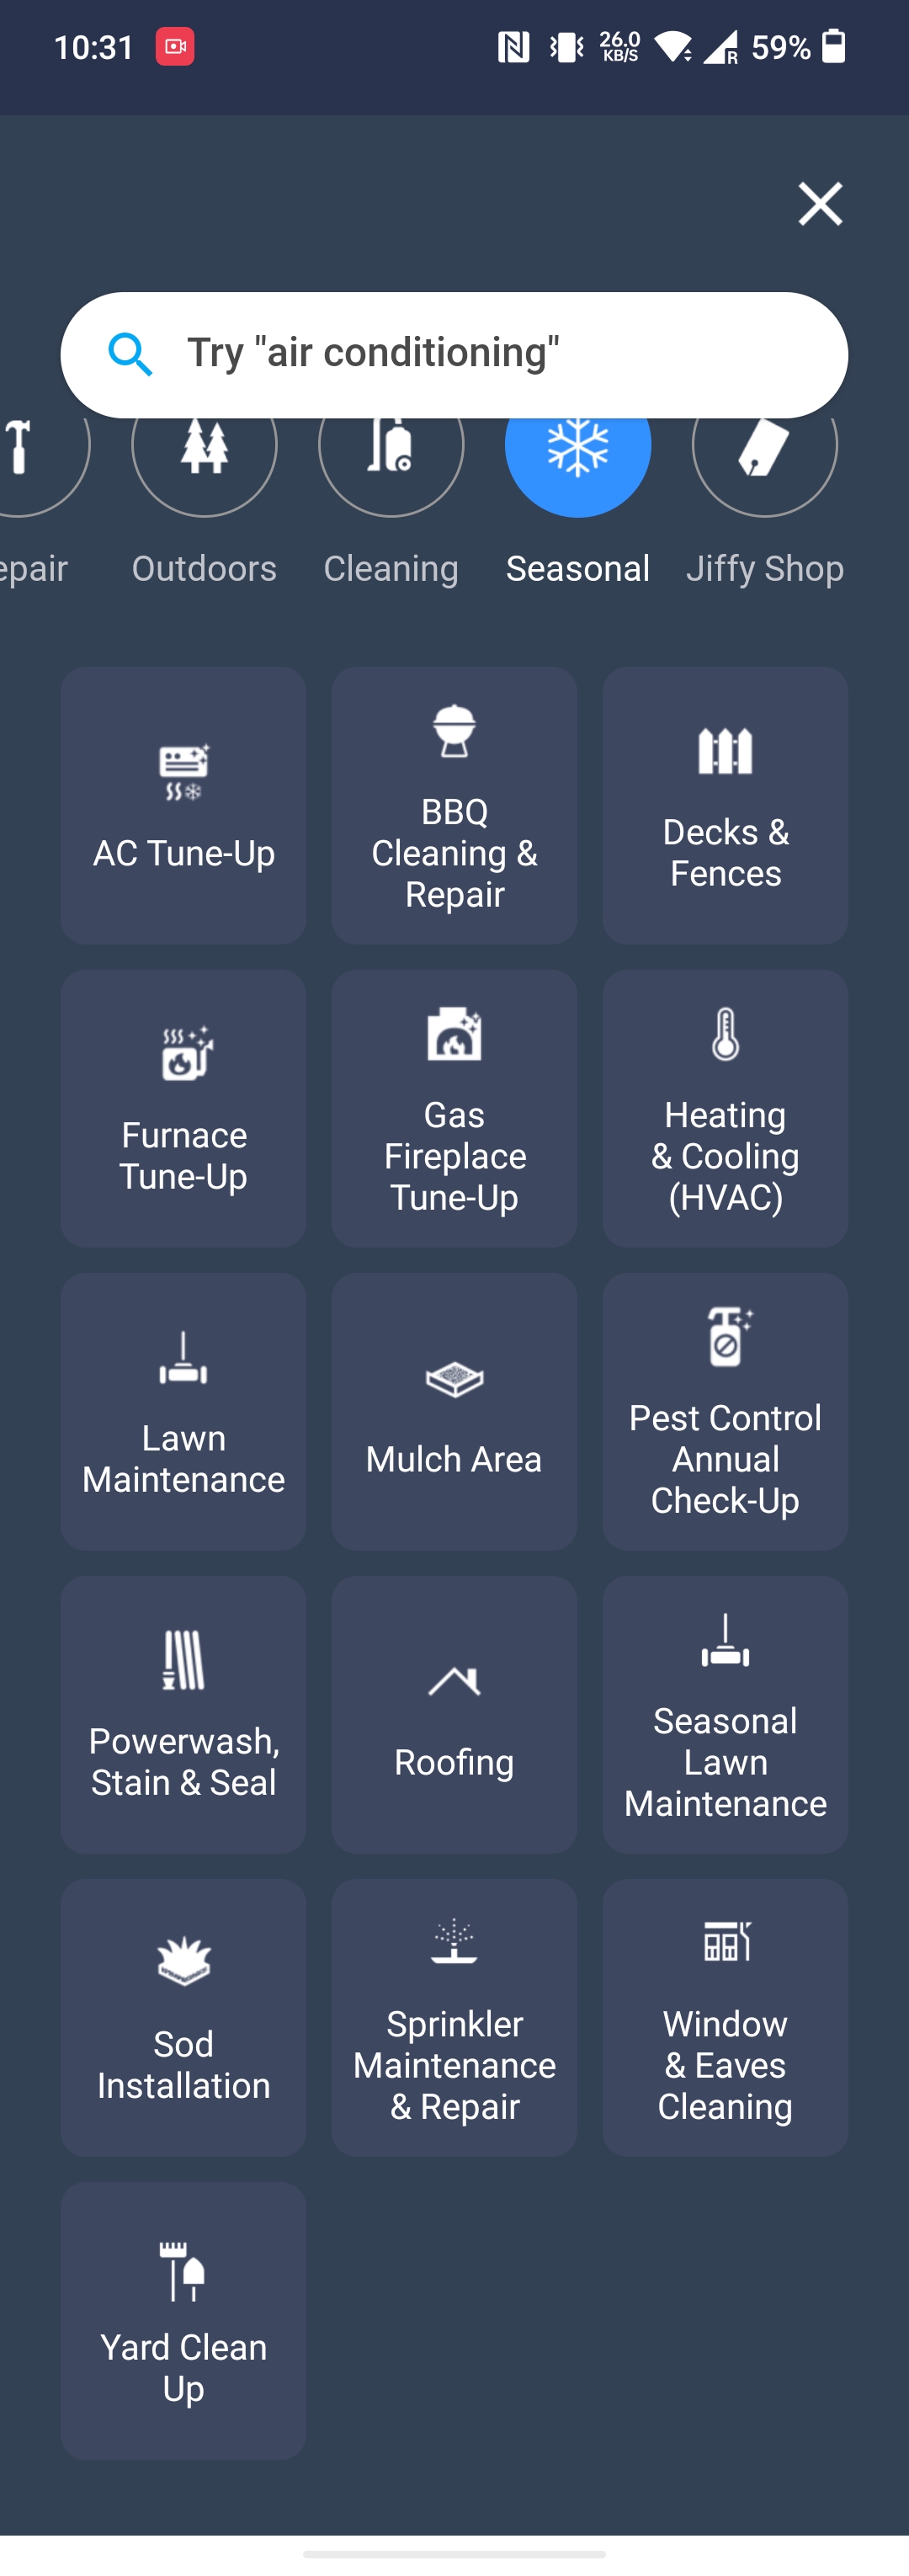 10:31
26.0
KB/S
R
59%
Try "air conditioning"
epair
Outdoors
Cleaning
Seasonal
Jiffy Shop
AC Tune-Up
BBQ
Cleaning &
Repair
Decks &
Fences
Furnace
Tune-Up
Gas
Fireplace
Tune-Up
Heating
& Cooling
(HVAC)
Lawn
Maintenance
Mulch Area
Pest Control
Annual
Check-Up
Powerwash,
Stain & Seal
Roofing
Seasonal
Lawn
Maintenance
Sod
Installation
Sprinkler
Maintenance
& Repair
Window
& Eaves
Cleaning
Yard Clean
Up